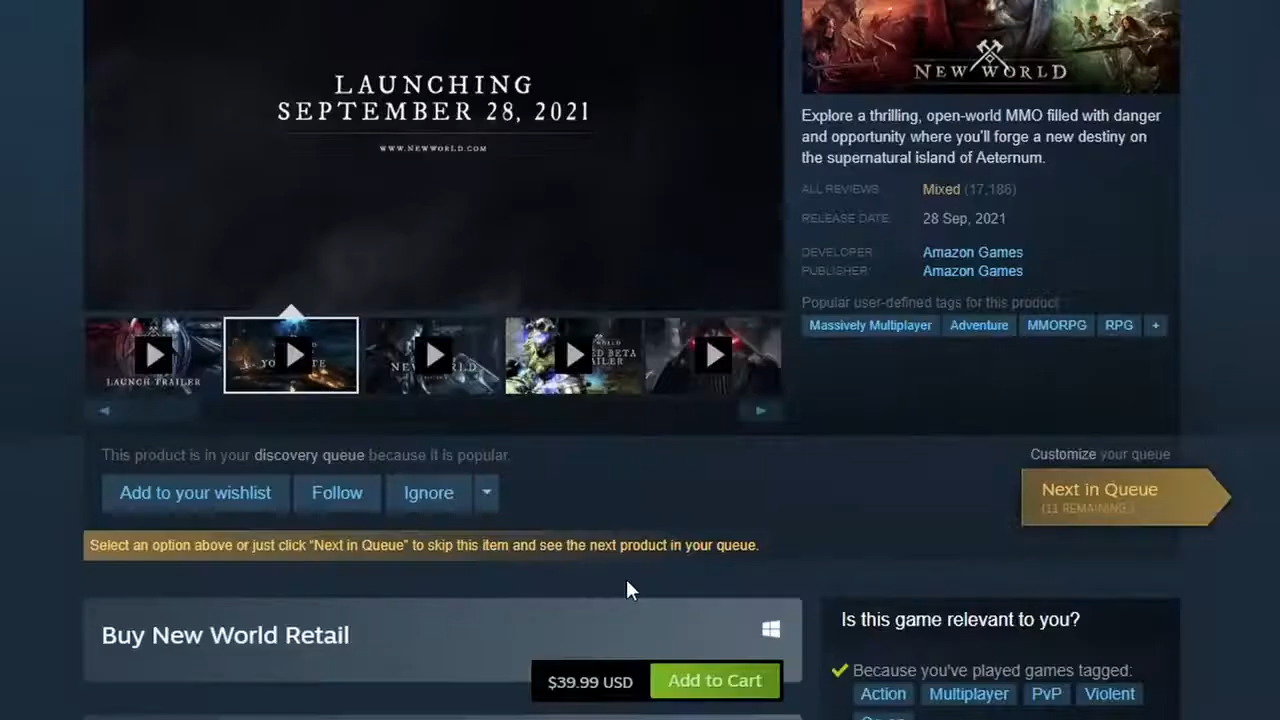 LAUNCHING
SEPTEMBER 28, 2021
WWW.NEWWORLD.COM
NEW WORLD
Explore a thrilling, open-world MMO filled with danger
and opportunity where you'll forge a new destiny on
the supernatural island of Aeternum.
ALL REVIEWS: Mixed (17,186)
RELEASE DATE: 28 Sep, 2021
DEVELOPER: Amazon Games
PUBLISHER: Amazon Games
Popular user-defined tags for this product:
Massively Multiplayer Adventure MMORPG RPG +
LAUNCH TRAILER
This product is in your discovery queue because it is popular.
Add to your wishlist Follow Ignore
Customize your queue
Next in Queue
(11 REMAINING )
Select an option above or just click "Next in Queue" to skip this item and see the next product in your queue.
Buy New World Retail
$39.99 USD Add to Cart
Is this game relevant to you?
Because you've played games tagged:
Action Multiplayer PvP Violent